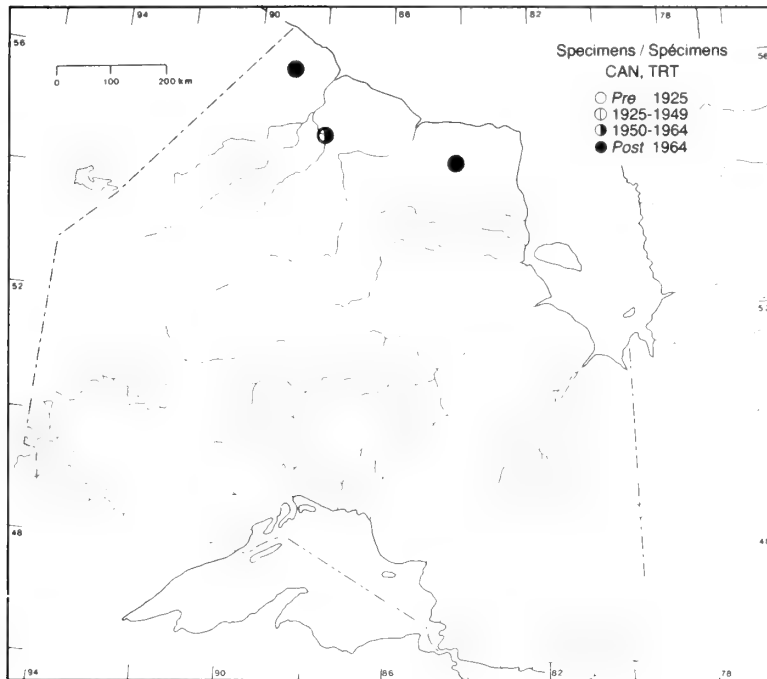 94 90 86 82 78
56 56
0 100 200 km
Specimens / Spécimens
CAN, TRT
Pre 1925
1925-1949
1950-1964
Post 1964
52
48
94 90 86 82 78